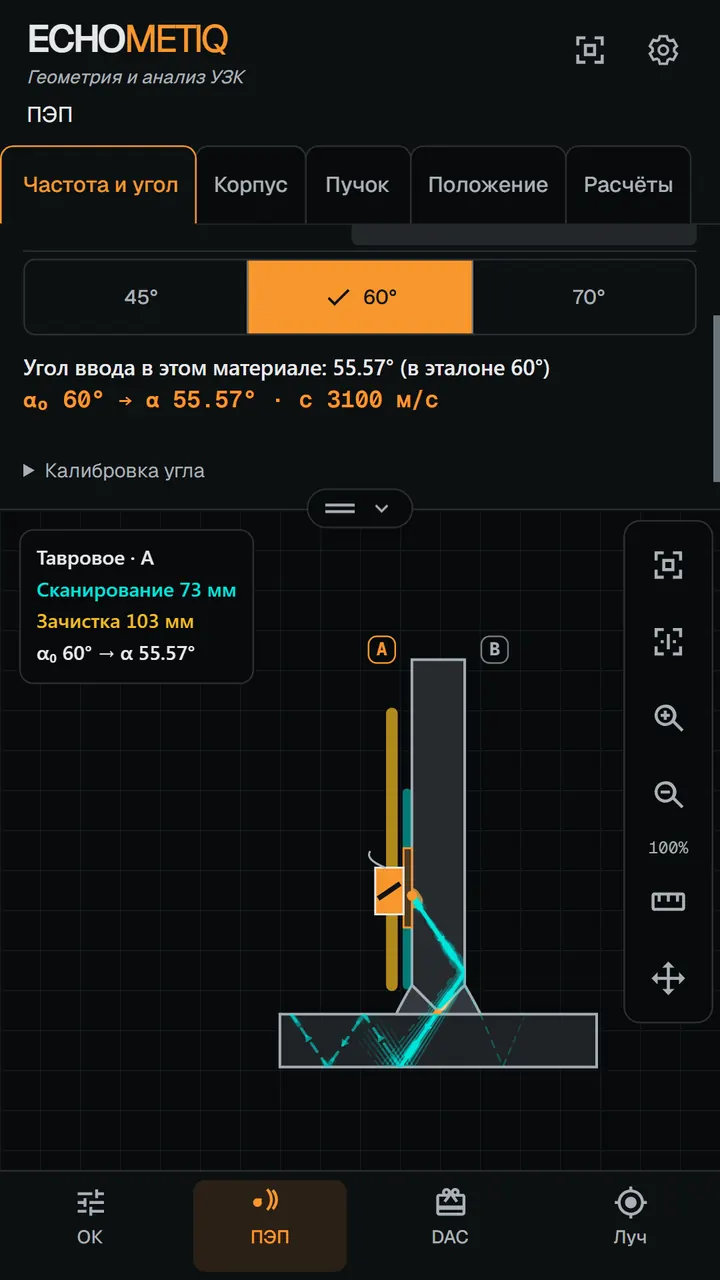 ECHOMETIQ
Геометрия и анализ УЗК
ПЭП
Частота и угол
Корпус
Пучок
Положение
Расчёты
45°
60°
70°
Угол ввода в этом материале: 55.57° (в эталоне 60°)
α₀ 60° → α 55.57° · c 3100 м/с
Калибровка угла
Тавровое · A
Сканирование 73 мм
Зачистка 103 мм
α₀ 60° → α 55.57°
A
B
100%
ОК
ПЭП
DAC
Луч